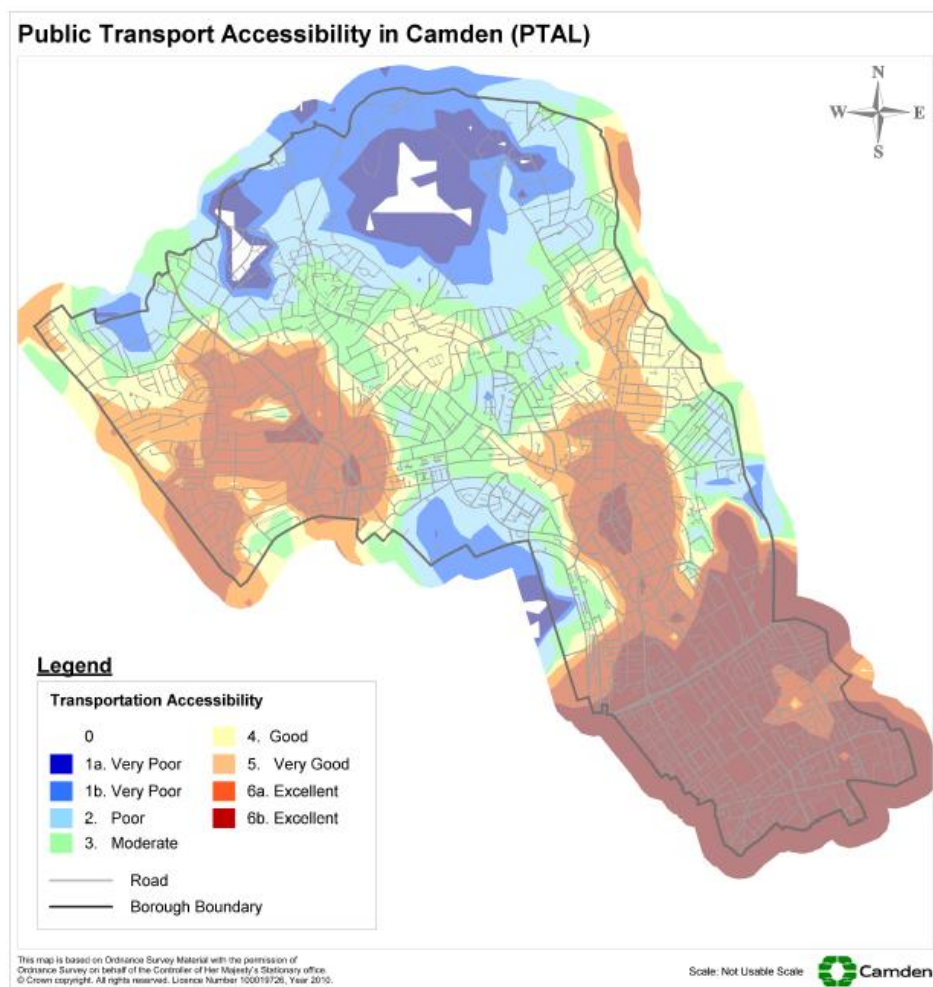 Public Transport Accessibility in Camden (PTAL)
N
W E
S
Legend
Transportation Accessibility
0
1a. Very Poor
1b. Very Poor
2. Poor
3. Moderate
4. Good
5. Very Good
6a. Excellent
6b. Excellent
Road
Borough Boundary
This map is based on Ordnance Survey Material with the permission of
Ordnance Survey on behalf of the Controller of Her Majesty's Stationary office.
© Crown copyright. All rights reserved. Licence Number 100019726, Year 2010.
Scale: Not Usable Scale
Camden